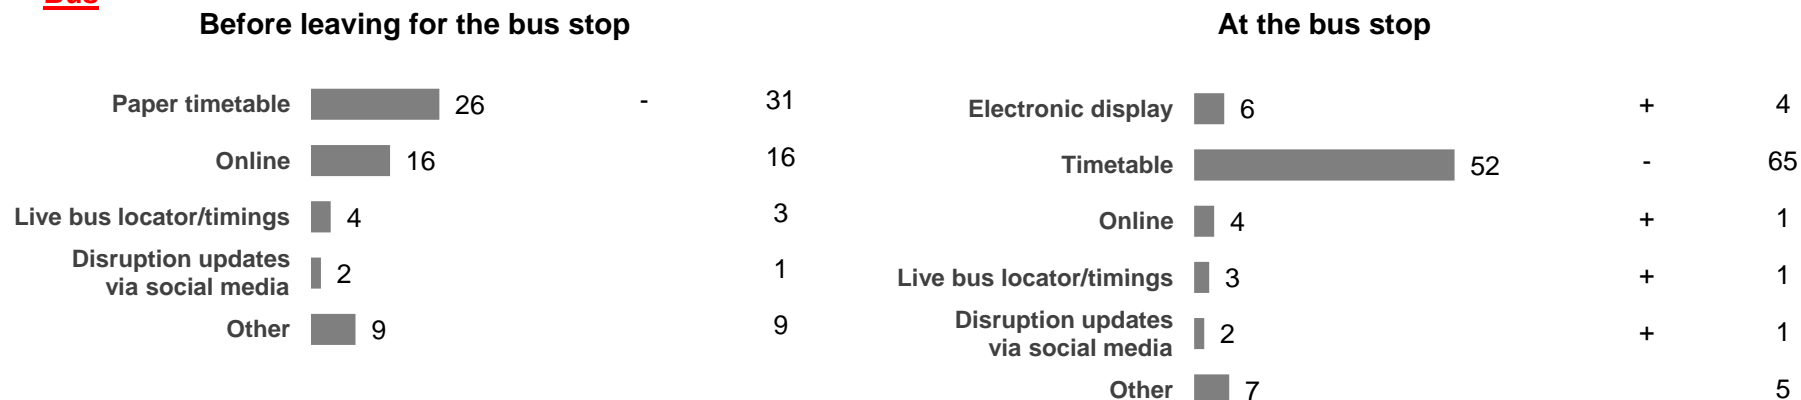 Bus
Before leaving for the bus stop
Paper timetable 26 - 31
Online 16 16
Live bus locator/timings 4 3
Disruption updates
via social media 2 1
Other 9 9
At the bus stop
Electronic display 6 + 4
Timetable 52 - 65
Online 4 + 1
Live bus locator/timings 3 + 1
Disruption updates
via social media 2 + 1
Other 7 5